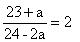 23 + a
24 - 2a = 2